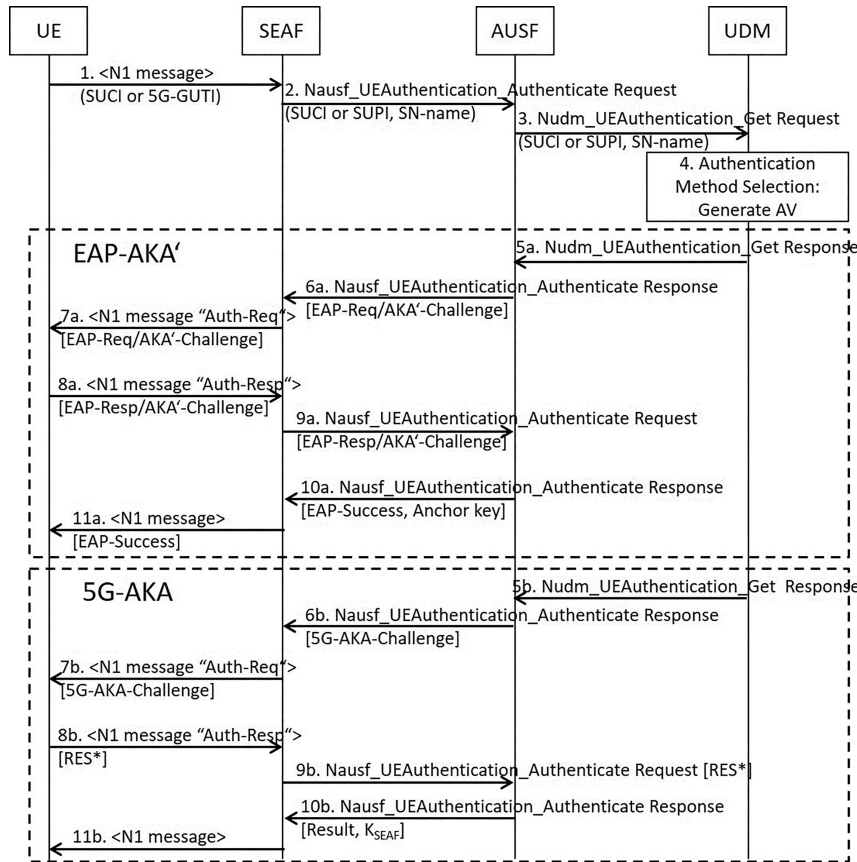 UE
SEAF
AUSF
UDM
1. <N1 message>
(SUCI or 5G-GUTI)
2. Nausf_UEAuthentication_Authenticate Request
(SUCI or SUPI, SN-name)
3. Nudm_UEAuthentication_Get Request
(SUCI or SUPI, SN-name)
4. Authentication
Method Selection:
Generate AV
EAP-AKA‘
5a. Nudm_UEAuthentication_Get Response
6a. Nausf_UEAuthentication_Authenticate Response
[EAP-Req/AKA‘-Challenge]
7a. <N1 message “Auth-Req“>
[EAP-Req/AKA‘-Challenge]
8a. <N1 message “Auth-Resp“>
[EAP-Resp/AKA‘-Challenge]
9a. Nausf_UEAuthentication_Authenticate Request
[EAP-Resp/AKA‘-Challenge]
10a. Nausf_UEAuthentication_Authenticate Response
[EAP-Success, Anchor key]
11a. <N1 message>
[EAP-Success]
5G-AKA
5b. Nudm_UEAuthentication_Get Response
6b. Nausf_UEAuthentication_Authenticate Response
[5G-AKA-Challenge]
7b. <N1 message “Auth-Req“>
[5G-AKA-Challenge]
8b. <N1 message “Auth-Resp“>
[RES*]
9b. Nausf_UEAuthentication_Authenticate Request [RES*]
10b. Nausf_UEAuthentication_Authenticate Response
[Result, KSEAF]
11b. <N1 message>